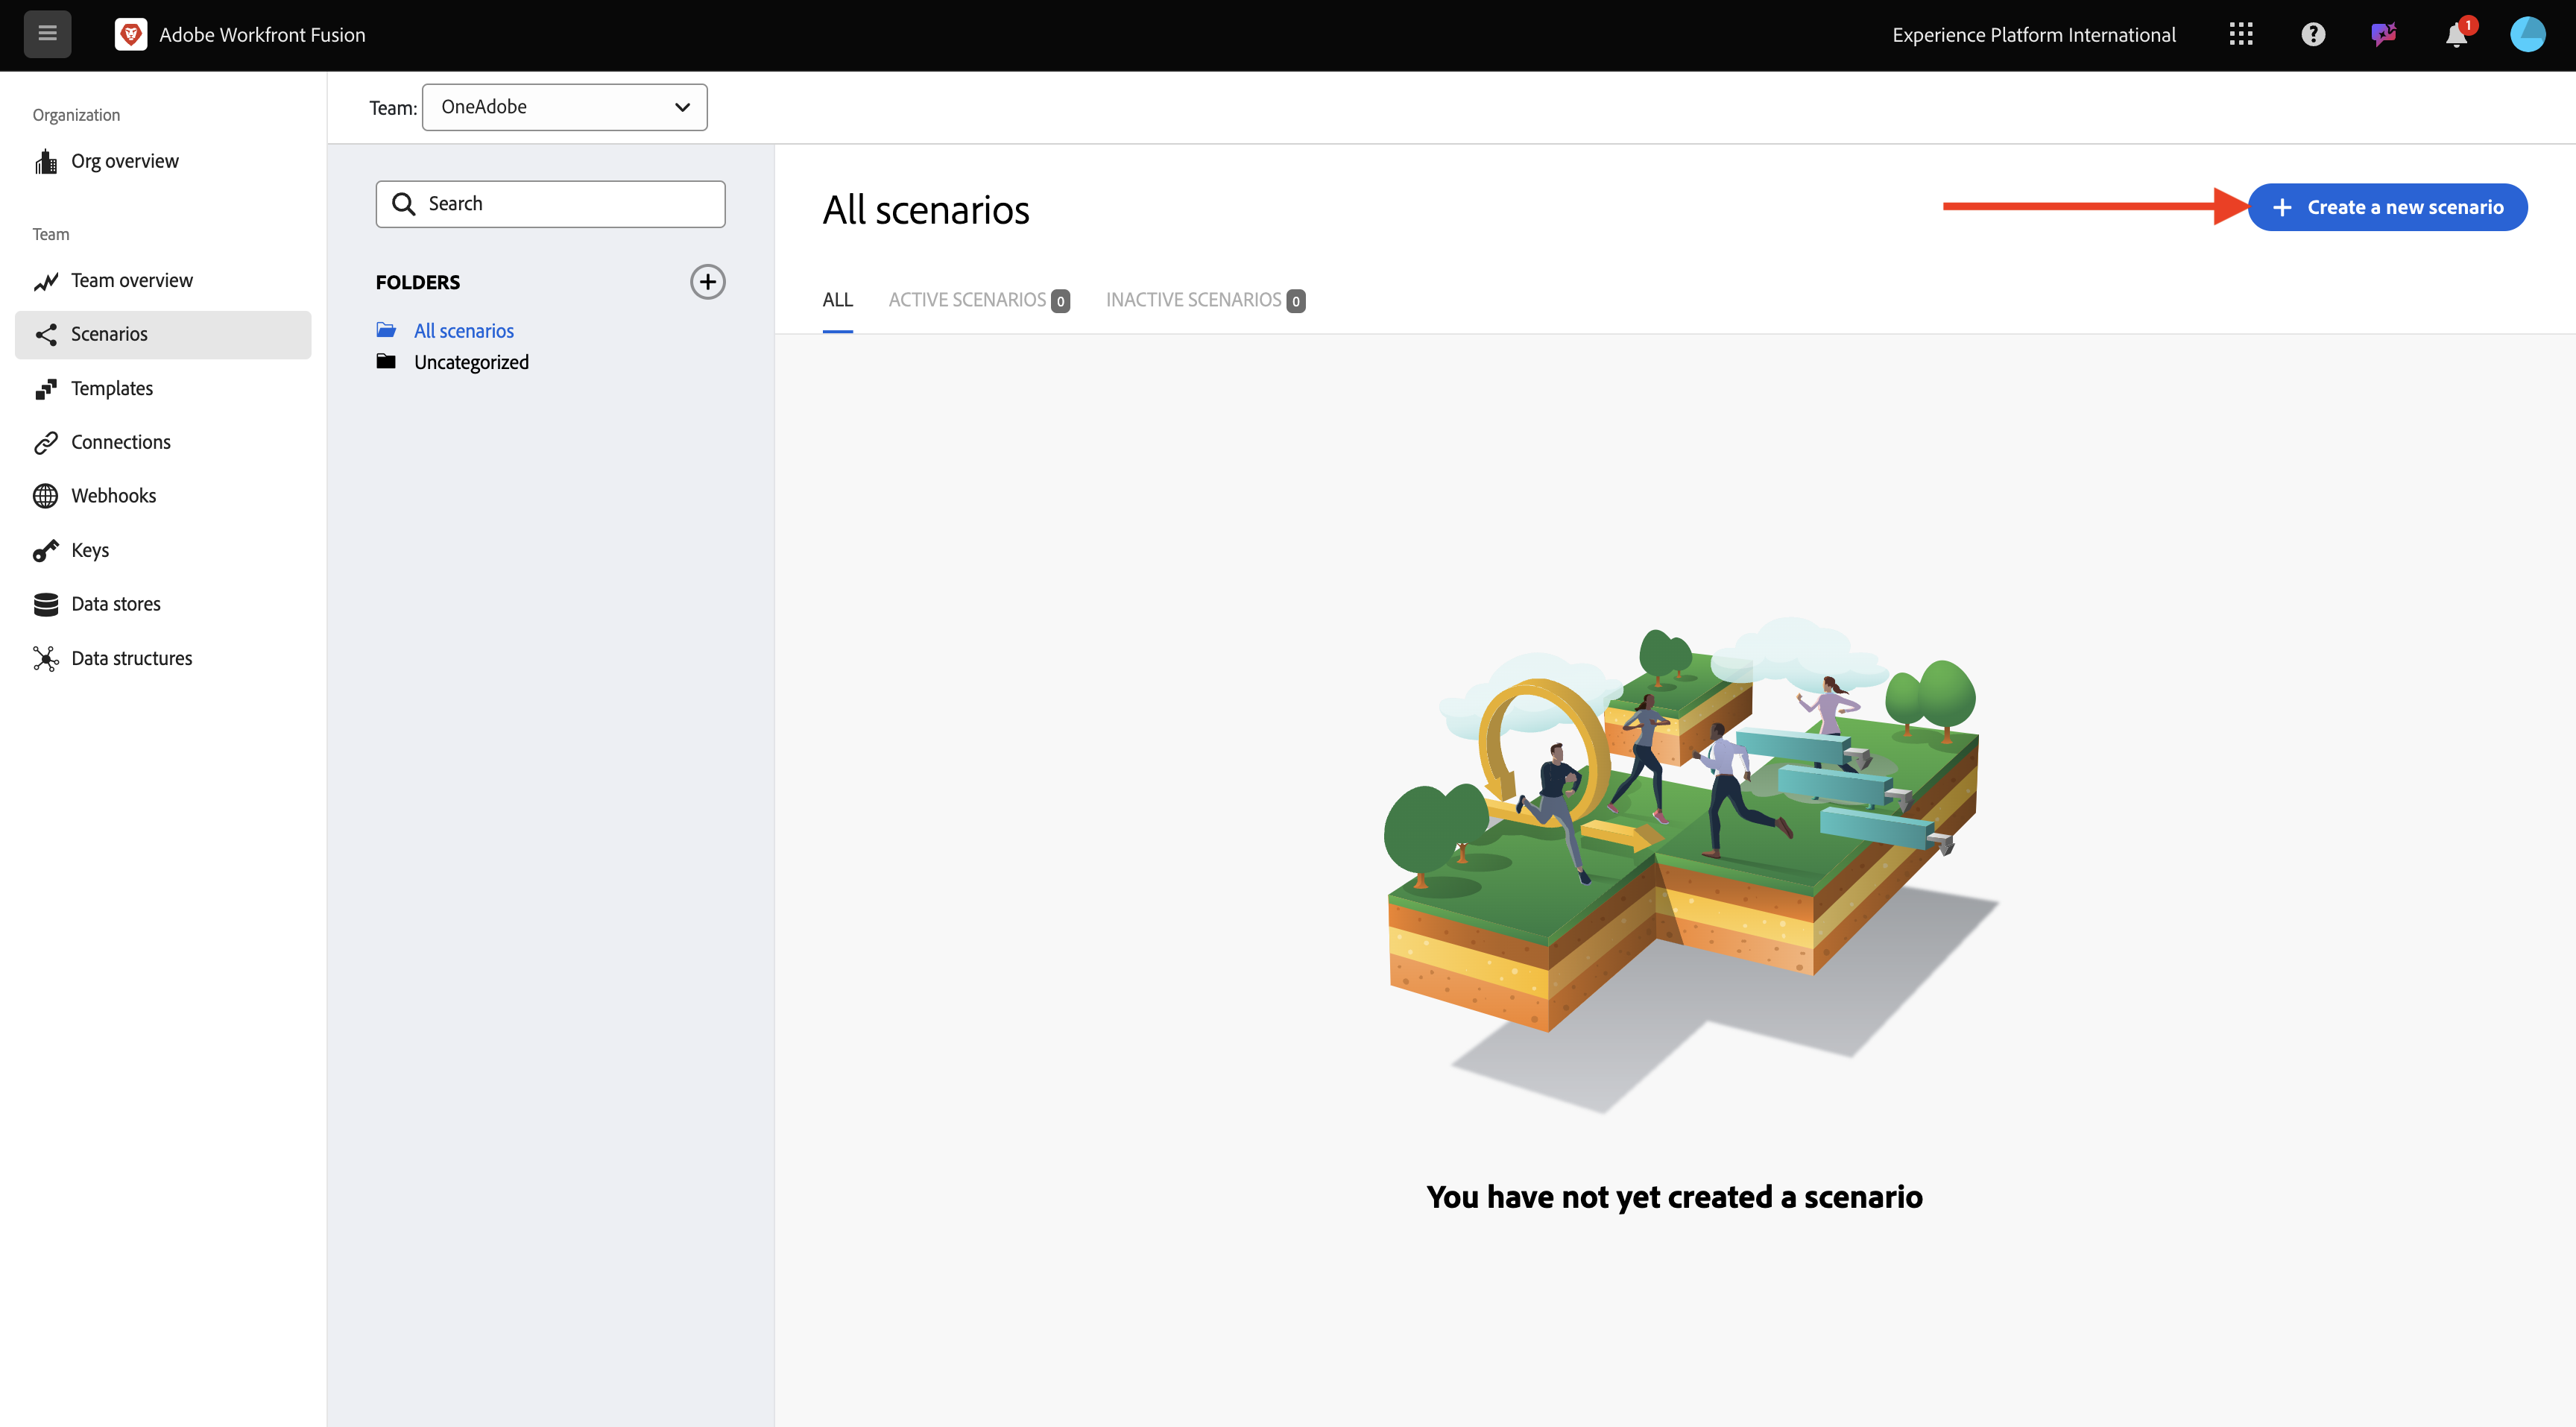 Adobe Workfront Fusion
Experience Platform International
1
Organization
Org overview
Team
Team overview
Scenarios
Templates
Connections
Webhooks
Keys
Data stores
Data structures
Team: OneAdobe
Search
FOLDERS
All scenarios
Uncategorized
All scenarios
Create a new scenario
ALL ACTIVE SCENARIOS 0 INACTIVE SCENARIOS 0
You have not yet created a scenario